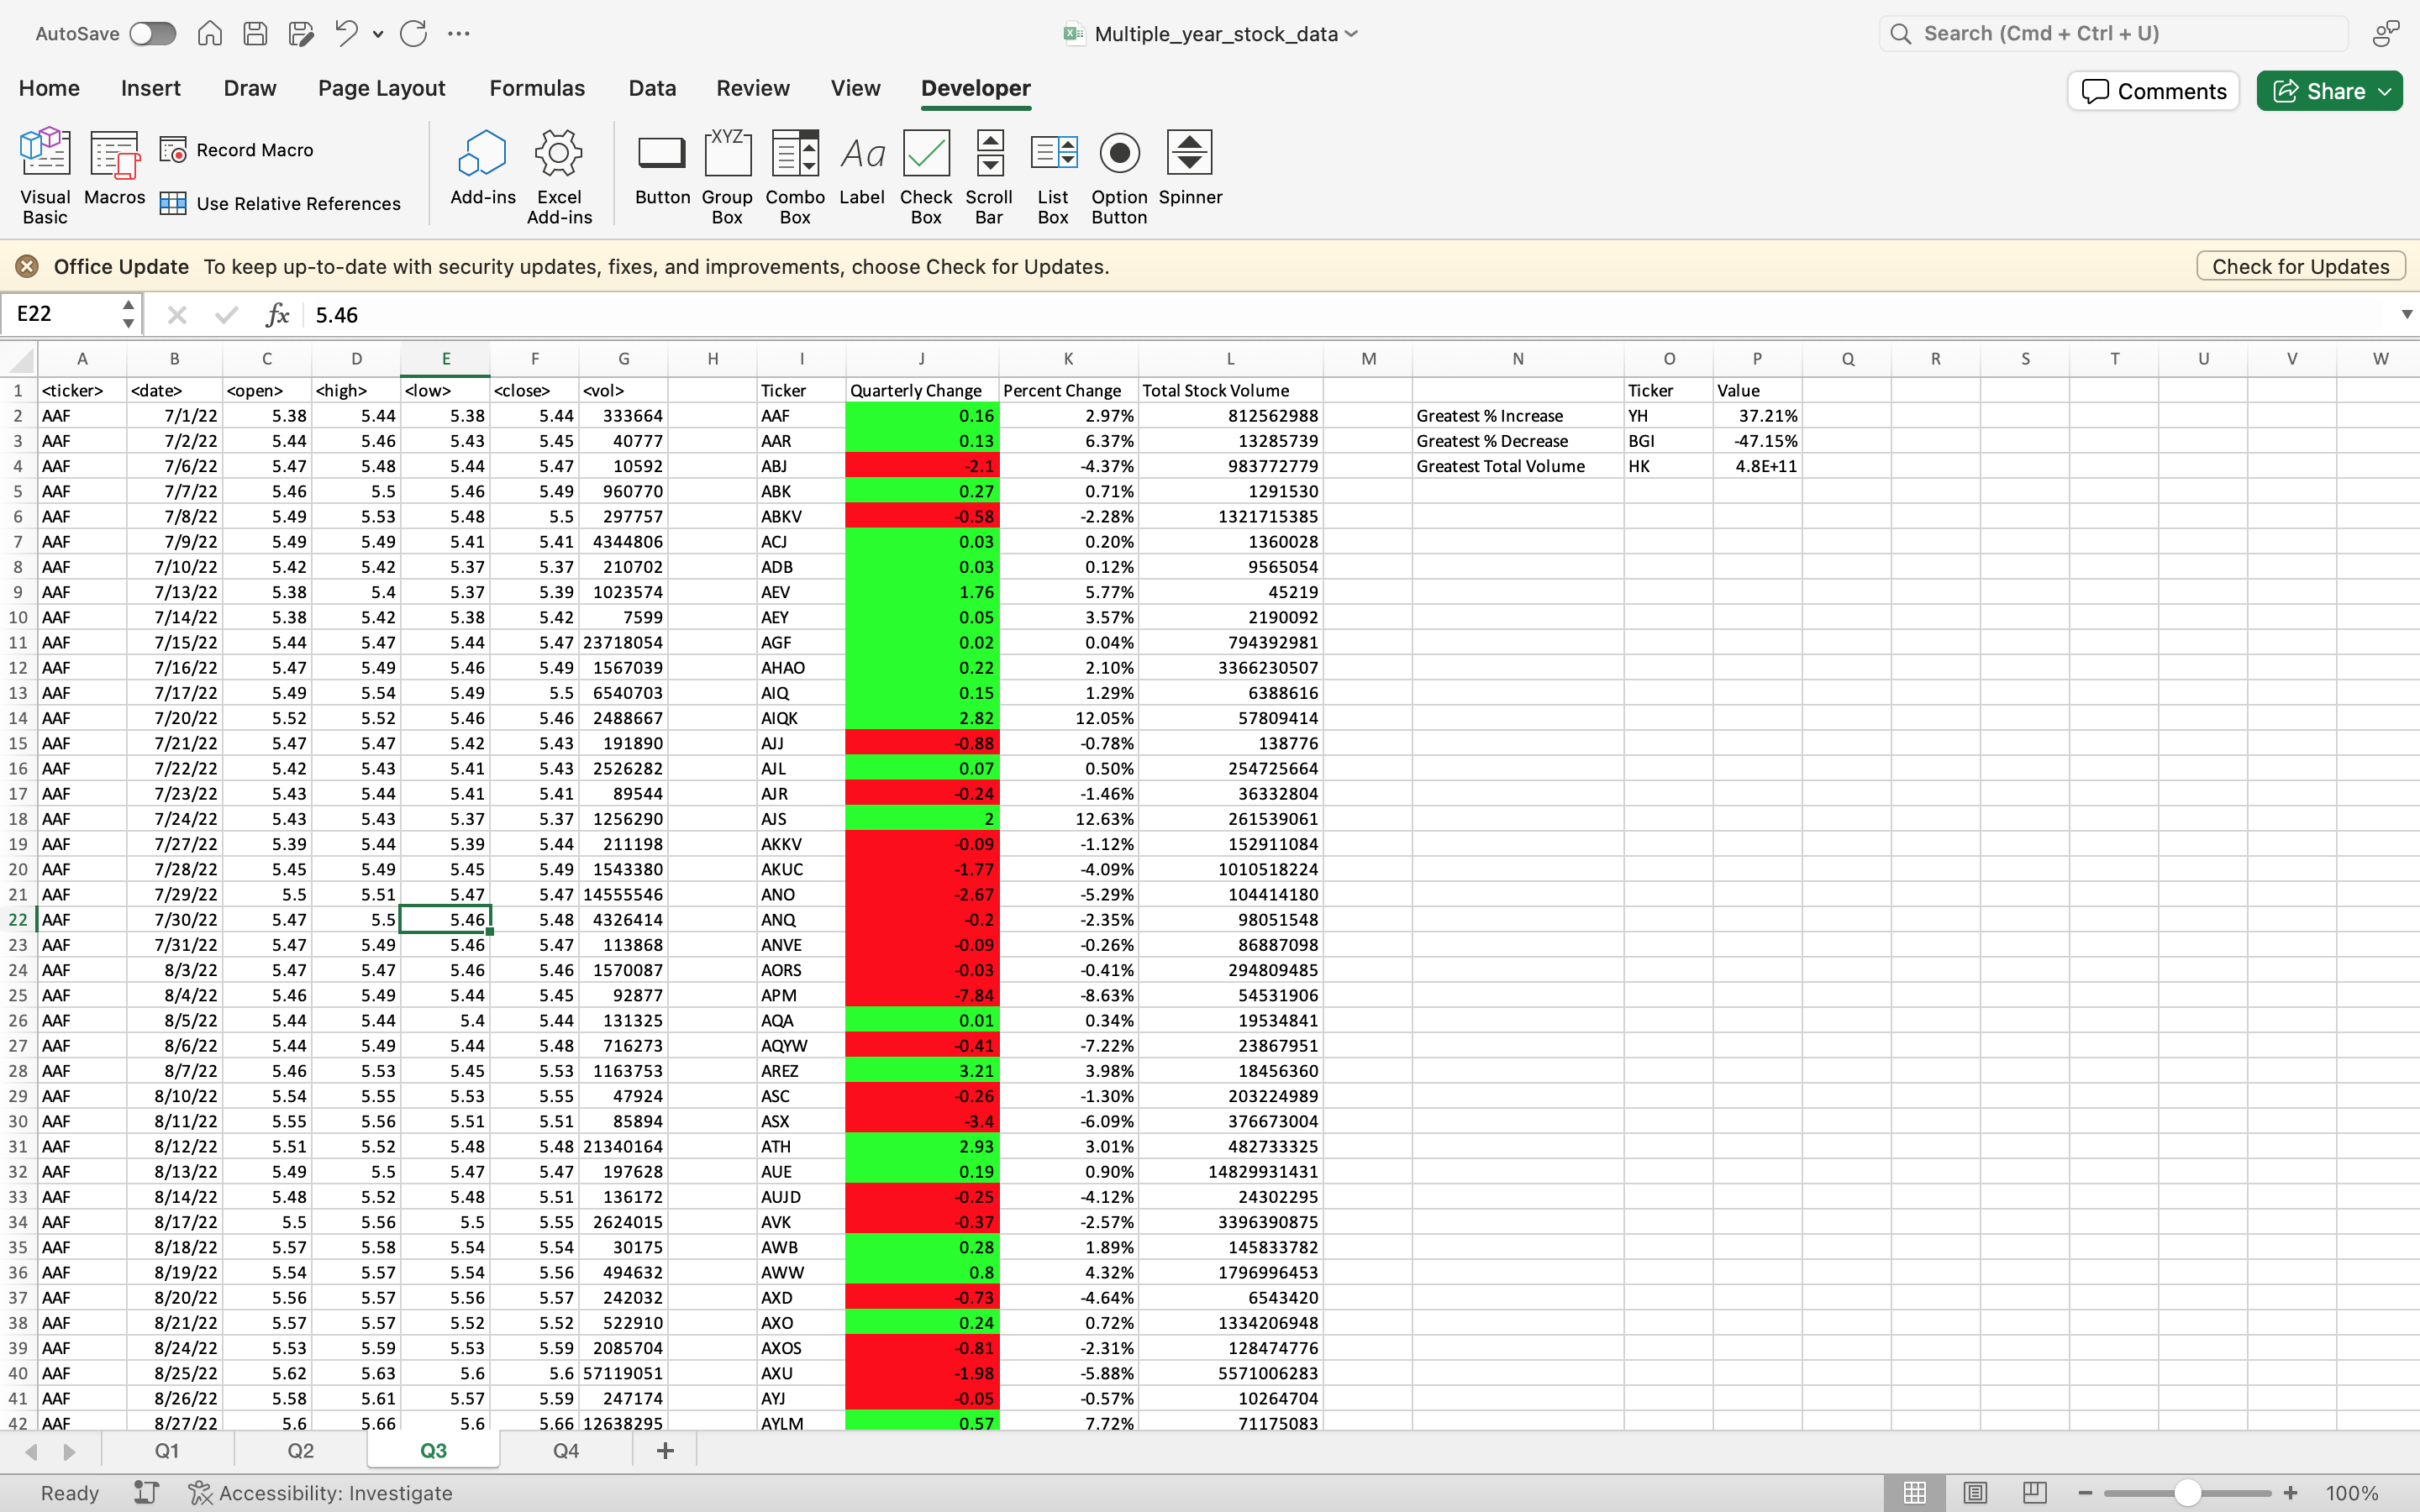 AutoSave
Multiple_year_stock_data
Search (Cmd + Ctrl + U)
Home Insert Draw Page Layout Formulas Data Review View Developer
Comments Share
Visual Basic
Macros
Record Macro
Use Relative References
Add-ins
Excel Add-ins
XYZ
Aa
Button
Group Box
Combo Box
Label
Check Box
Scroll Bar
List Box
Option Button
Spinner
Office Update To keep up-to-date with security updates, fixes, and improvements, choose Check for Updates.
Check for Updates
E22 fx 5.46
A B C D E F G H I J K L M N O P Q R S T U V W
1 <ticker> <date> <open> <high> <low> <close> <vol> Ticker Quarterly Change Percent Change Total Stock Volume Ticker Value
2 AAF 7/1/22 5.38 5.44 5.38 5.44 333664 AAF 0.16 2.97% 812562988 Greatest % Increase YH 37.21%
3 AAF 7/2/22 5.44 5.46 5.43 5.45 40777 AAR 0.13 6.37% 13285739 Greatest % Decrease BGI -47.15%
4 AAF 7/6/22 5.47 5.48 5.44 5.47 10592 ABJ -2.1 -4.37% 983772779 Greatest Total Volume HK 4.8E+11
5 AAF 7/7/22 5.46 5.5 5.46 5.49 960770 ABK 0.27 0.71% 1291530
6 AAF 7/8/22 5.49 5.53 5.48 5.5 297757 ABKV -0.58 -2.28% 1321715385
7 AAF 7/9/22 5.49 5.49 5.41 5.41 4344806 ACJ 0.03 0.20% 1360028
8 AAF 7/10/22 5.42 5.42 5.37 5.37 210702 ADB 0.03 0.12% 9565054
9 AAF 7/13/22 5.38 5.4 5.37 5.39 1023574 AEV 1.76 5.77% 45219
10 AAF 7/14/22 5.38 5.42 5.38 5.42 7599 AEY 0.05 3.57% 2190092
11 AAF 7/15/22 5.44 5.47 5.44 5.47 23718054 AGF 0.02 0.04% 794392981
12 AAF 7/16/22 5.47 5.49 5.46 5.49 1567039 AHAO 0.22 2.10% 3366230507
13 AAF 7/17/22 5.49 5.54 5.49 5.5 6540703 AIQ 0.15 1.29% 6388616
14 AAF 7/20/22 5.52 5.52 5.46 5.46 2488667 AIQK 2.82 12.05% 57809414
15 AAF 7/21/22 5.47 5.47 5.42 5.43 191890 AJJ -0.88 -0.78% 138776
16 AAF 7/22/22 5.42 5.43 5.41 5.43 2526282 AJL 0.07 0.50% 254725664
17 AAF 7/23/22 5.43 5.44 5.41 5.41 89544 AJR -0.24 -1.46% 36332804
18 AAF 7/24/22 5.43 5.43 5.37 5.37 1256290 AJS 2 12.63% 261539061
19 AAF 7/27/22 5.39 5.44 5.39 5.44 211198 AKKV -0.09 -1.12% 152911084
20 AAF 7/28/22 5.45 5.49 5.45 5.49 1543380 AKUC -1.77 -4.09% 1010518224
21 AAF 7/29/22 5.5 5.51 5.47 5.47 14555546 ANO -2.67 -5.29% 104414180
22 AAF 7/30/22 5.47 5.5 5.46 5.48 4326414 ANQ -0.2 -2.35% 98051548
23 AAF 7/31/22 5.47 5.49 5.46 5.47 113868 ANVE -0.09 -0.26% 86887098
24 AAF 8/3/22 5.47 5.47 5.46 5.46 1570087 AORS -0.03 -0.41% 294809485
25 AAF 8/4/22 5.46 5.49 5.44 5.45 92877 APM -7.84 -8.63% 54531906
26 AAF 8/5/22 5.44 5.44 5.4 5.44 131325 AQA 0.01 0.34% 19534841
27 AAF 8/6/22 5.44 5.49 5.44 5.48 716273 AQYW -0.41 -7.22% 23867951
28 AAF 8/7/22 5.46 5.53 5.45 5.53 1163753 AREZ 3.21 3.98% 18456360
29 AAF 8/10/22 5.54 5.55 5.53 5.55 47924 ASC -0.26 -1.30% 203224989
30 AAF 8/11/22 5.55 5.56 5.51 5.51 85894 ASX -3.4 -6.09% 376673004
31 AAF 8/12/22 5.51 5.52 5.48 5.48 21340164 ATH 2.93 3.01% 482733325
32 AAF 8/13/22 5.49 5.5 5.47 5.47 197628 AUE 0.19 0.90% 14829931431
33 AAF 8/14/22 5.48 5.52 5.48 5.51 136172 AUJD -0.25 -4.12% 24302295
34 AAF 8/17/22 5.5 5.56 5.5 5.55 2624015 AVK -0.37 -2.57% 3396390875
35 AAF 8/18/22 5.57 5.58 5.54 5.54 30175 AWB 0.28 1.89% 145833782
36 AAF 8/19/22 5.54 5.57 5.54 5.56 494632 AWW 0.8 4.32% 1796996453
37 AAF 8/20/22 5.56 5.57 5.56 5.57 242032 AXD -0.73 -4.64% 6543420
38 AAF 8/21/22 5.57 5.57 5.52 5.52 522910 AXO 0.24 0.72% 1334206948
39 AAF 8/24/22 5.53 5.59 5.53 5.59 2085704 AXOS -0.81 -2.31% 128474776
40 AAF 8/25/22 5.62 5.63 5.6 5.6 57119051 AXU -1.98 -5.88% 5571006283
41 AAF 8/26/22 5.58 5.61 5.57 5.59 247174 AYJ -0.05 -0.57% 10264704
42 AAF 8/27/22 5.6 5.66 5.6 5.66 12638295 AYLM 0.57 7.72% 71175083
Q1 Q2 Q3 Q4 +
Ready Accessibility: Investigate 100%